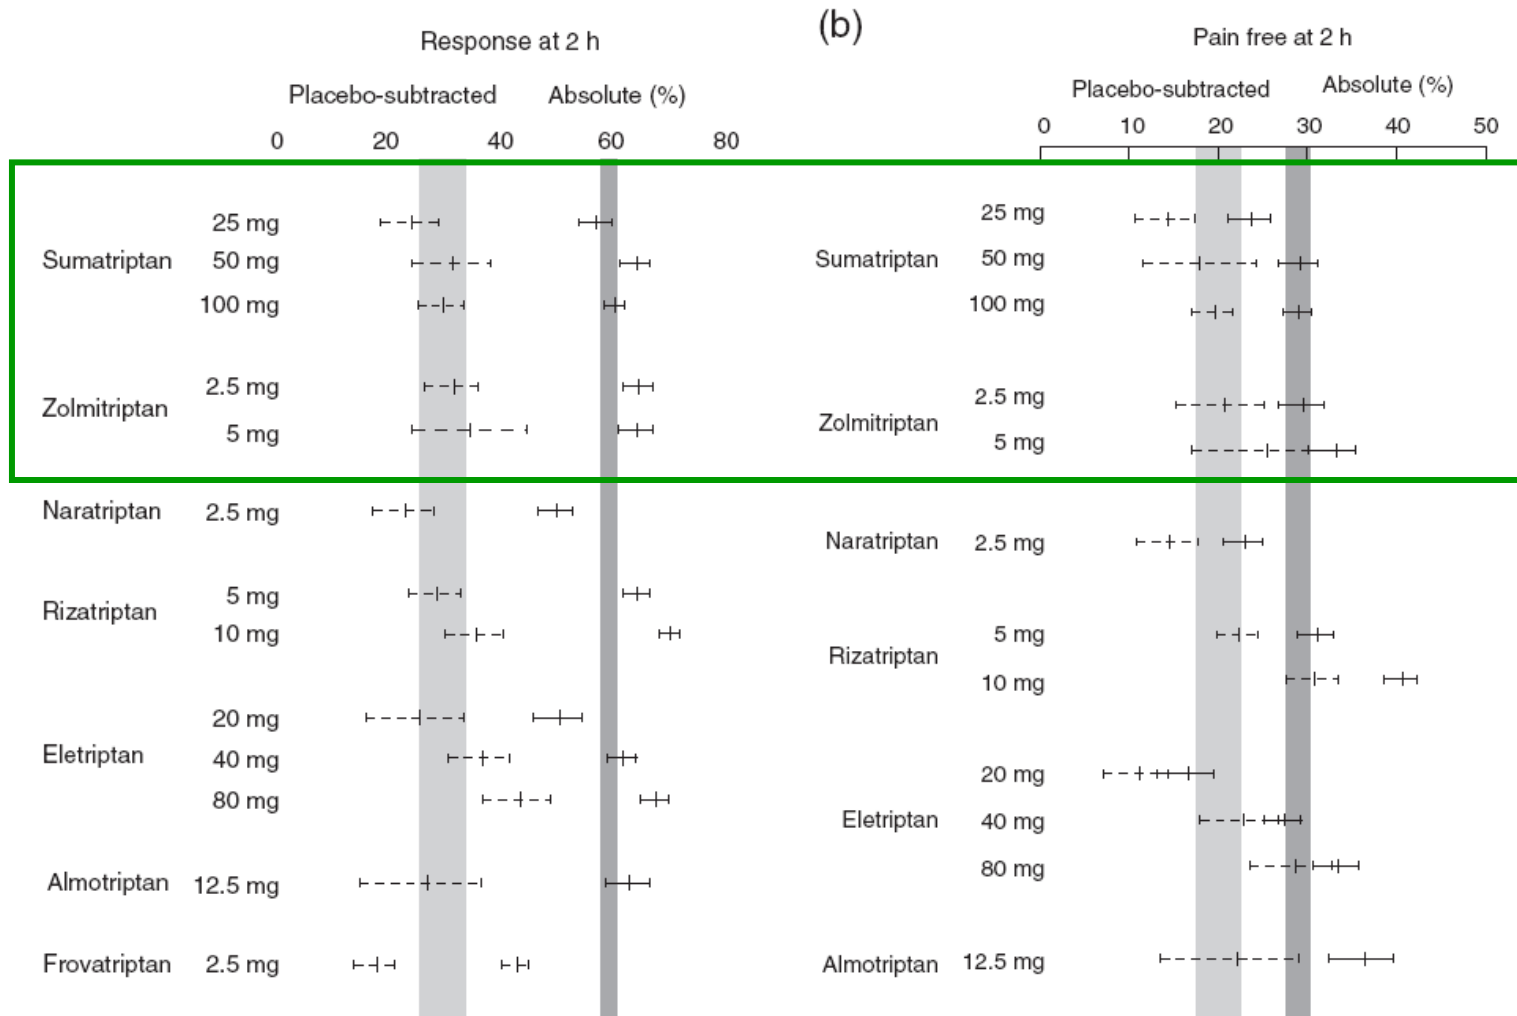 Response at 2 h
Placebo-subtracted Absolute (%)
0 20 40 60 80
Sumatriptan
25 mg
50 mg
100 mg
Zolmitriptan
2.5 mg
5 mg
Naratriptan 2.5 mg
Rizatriptan
5 mg
10 mg
Eletriptan
20 mg
40 mg
80 mg
Almotriptan 12.5 mg
Frovatriptan 2.5 mg
(b)
Pain free at 2 h
Placebo-subtracted Absolute (%)
0 10 20 30 40 50
Sumatriptan
25 mg
50 mg
100 mg
Zolmitriptan
2.5 mg
5 mg
Naratriptan 2.5 mg
Rizatriptan
5 mg
10 mg
Eletriptan
20 mg
40 mg
80 mg
Almotriptan 12.5 mg